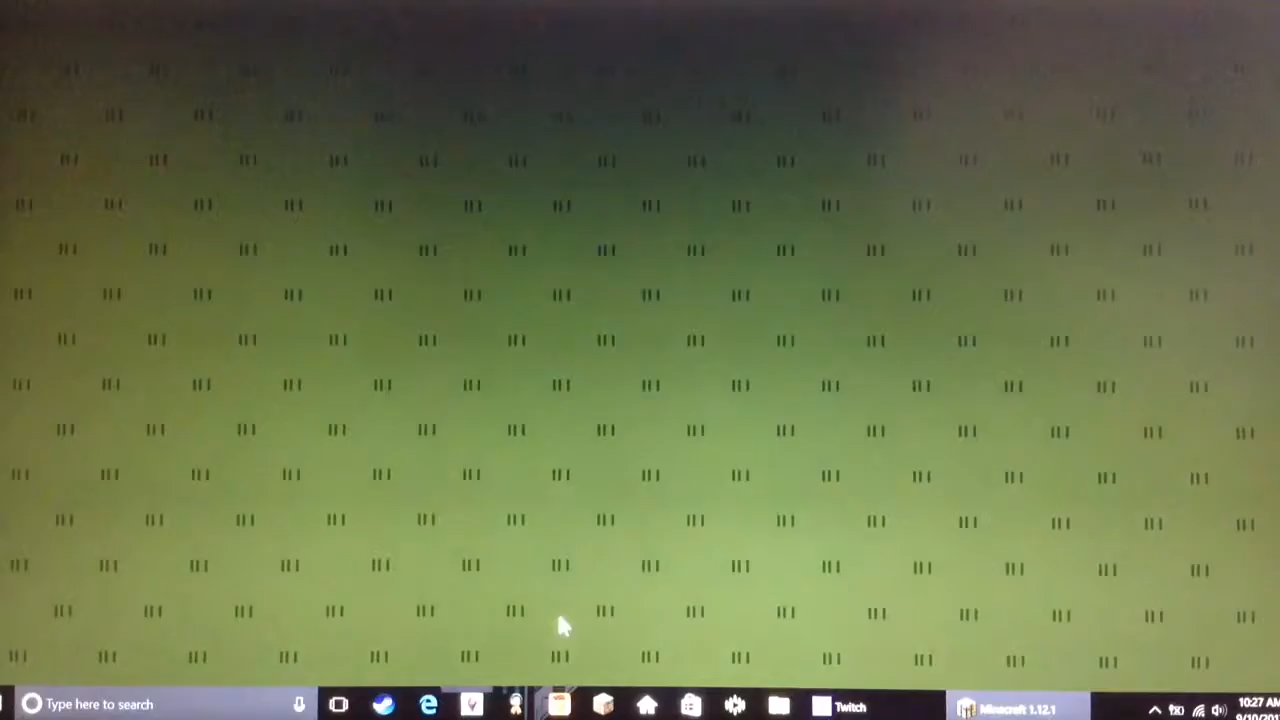 Type here to search
Twitch
Minecraft 1.12.1
10:27 AM